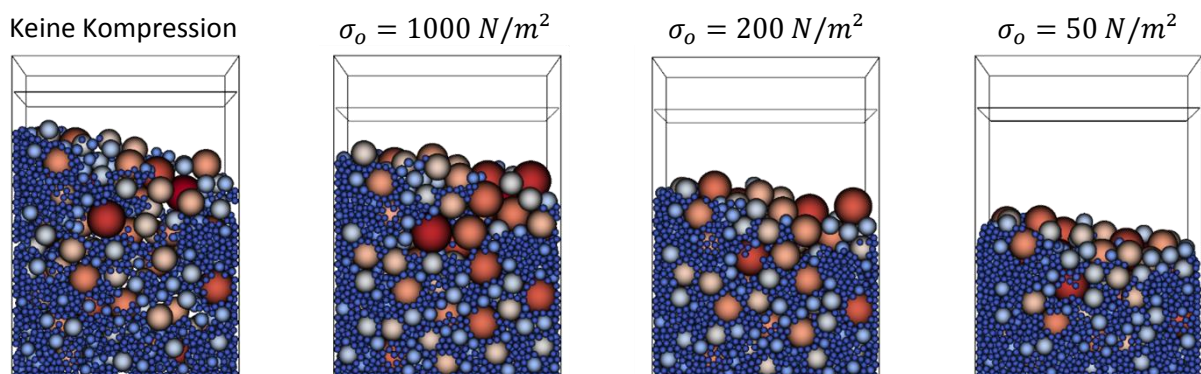 Keine Kompression
σₒ = 1000 N/m²
σₒ = 200 N/m²
σₒ = 50 N/m²